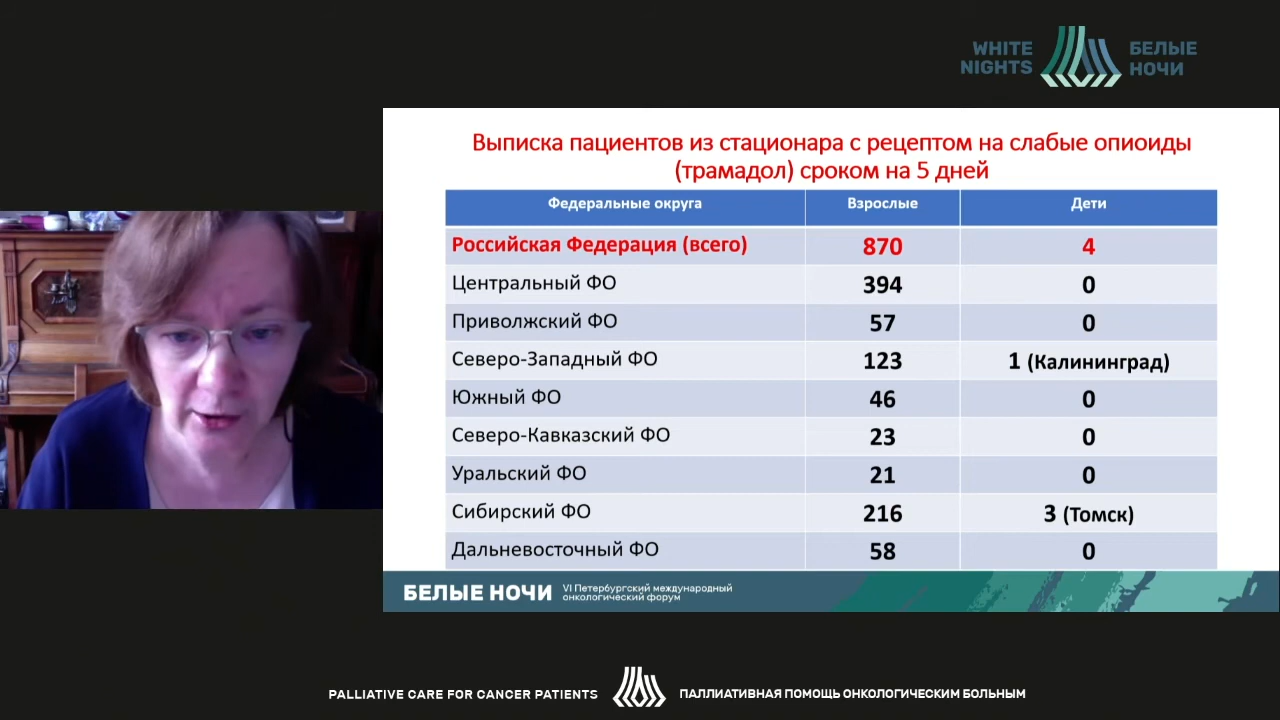 WHITE
NIGHTS
БЕЛЫЕ
НОЧИ
Выписка пациентов из стационара с рецептом на слабые опиоиды
(трамадол) сроком на 5 дней
Федеральные округа Взрослые Дети
Российская Федерация (всего) 870 4
Центральный ФО 394 0
Приволжский ФО 57 0
Северо-Западный ФО 123 1 (Калининград)
Южный ФО 46 0
Северо-Кавказский ФО 23 0
Уральский ФО 21 0
Сибирский ФО 216 3 (Томск)
Дальневосточный ФО 58 0
БЕЛЫЕ НОЧИ
VI Петербургский международный
онкологический форум
PALLIATIVE CARE FOR CANCER PATIENTS
ПАЛЛИАТИВНАЯ ПОМОЩЬ ОНКОЛОГИЧЕСКИМ БОЛЬНЫМ